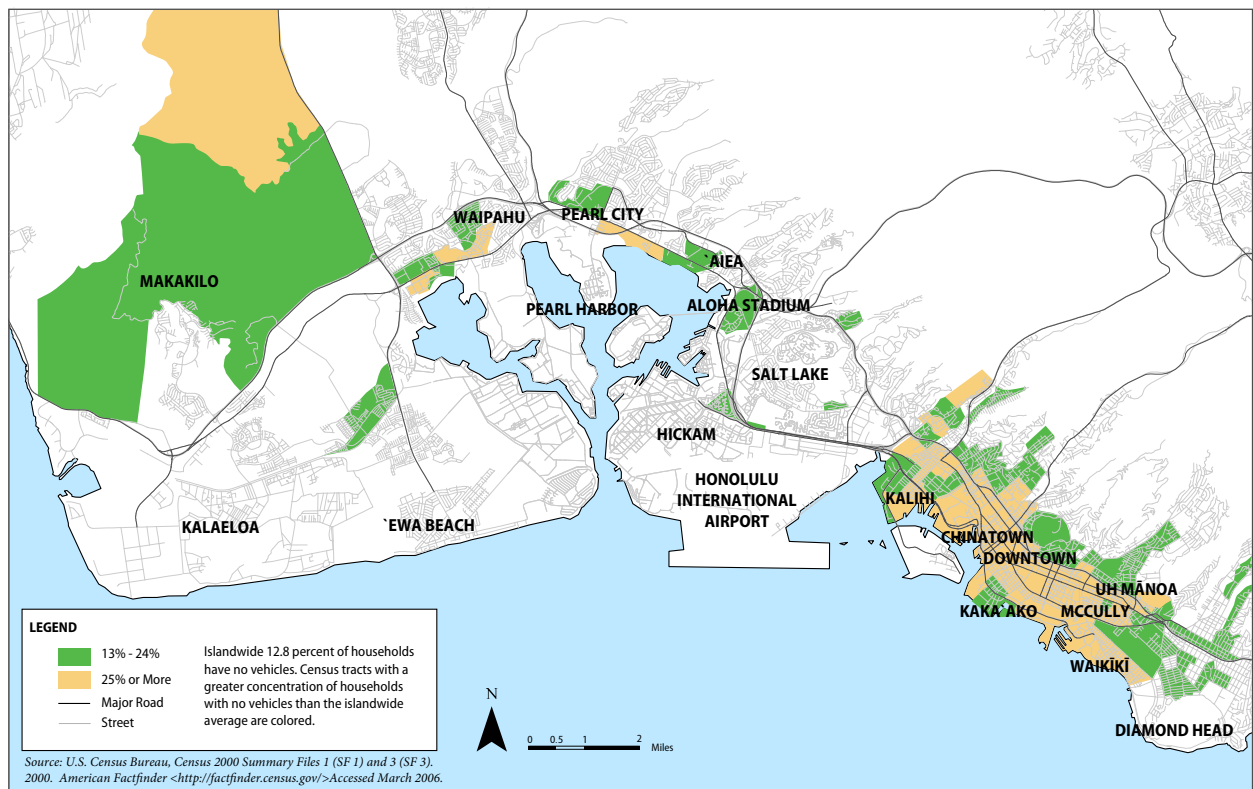 WAIPAHU
PEARL CITY
`AIEA
MAKAKILO
PEARL HARBOR
ALOHA STADIUM
SALT LAKE
HICKAM
HONOLULU
INTERNATIONAL
AIRPORT
KALIHI
KALAELOA
`EWA BEACH
CHINATOWN
DOWNTOWN
UH MĀNOA
KAKA`AKO
MCCULLY
WAIKĪKĪ
DIAMOND HEAD
LEGEND
13% - 24%
25% or More
Major Road
Street
Islandwide 12.8 percent of households
have no vehicles. Census tracts with a
greater concentration of households
with no vehicles than the islandwide
average are colored.
N
0 0.5 1 2
Miles
Source: U.S. Census Bureau, Census 2000 Summary Files 1 (SF 1) and 3 (SF 3).
2000. American Factfinder <http://factfinder.census.gov/>Accessed March 2006.